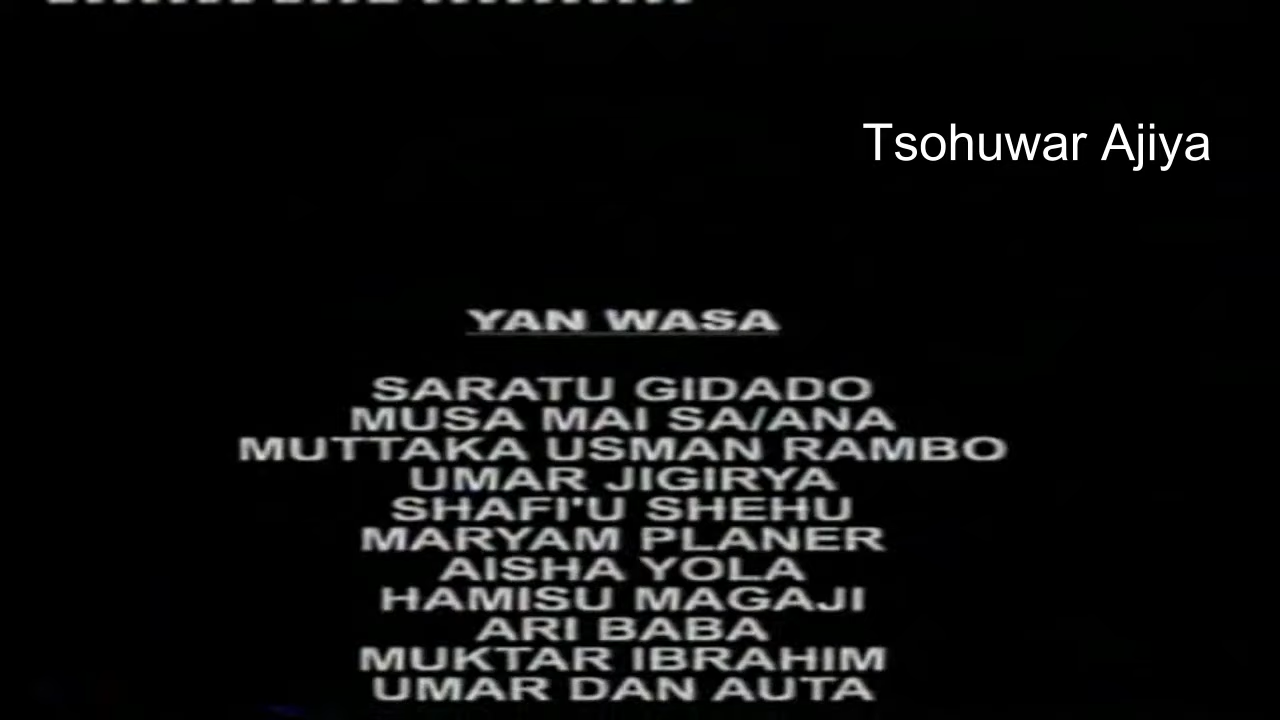 Tsohuwar Ajiya
YAN WASA
SARATU GIDADO
MUSA MAI SA/ANA
MUTTAKA USMAN RAMBO
UMAR JIGIRYA
SHAFI'U SHEHU
MARYAM PLANER
AISHA YOLA
HAMISU MAGAJI
ARI BABA
MUKTAR IBRAHIM
UMAR DAN AUTA